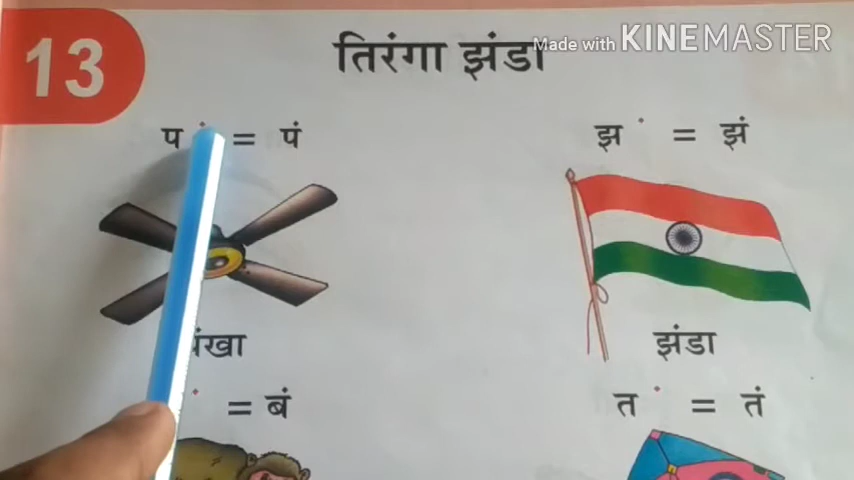 13
तिरंगा झंडा
Made with KINEMASTER
प ं = पं
झ ं = झं
झंडा
ं = बं
त ं = तं